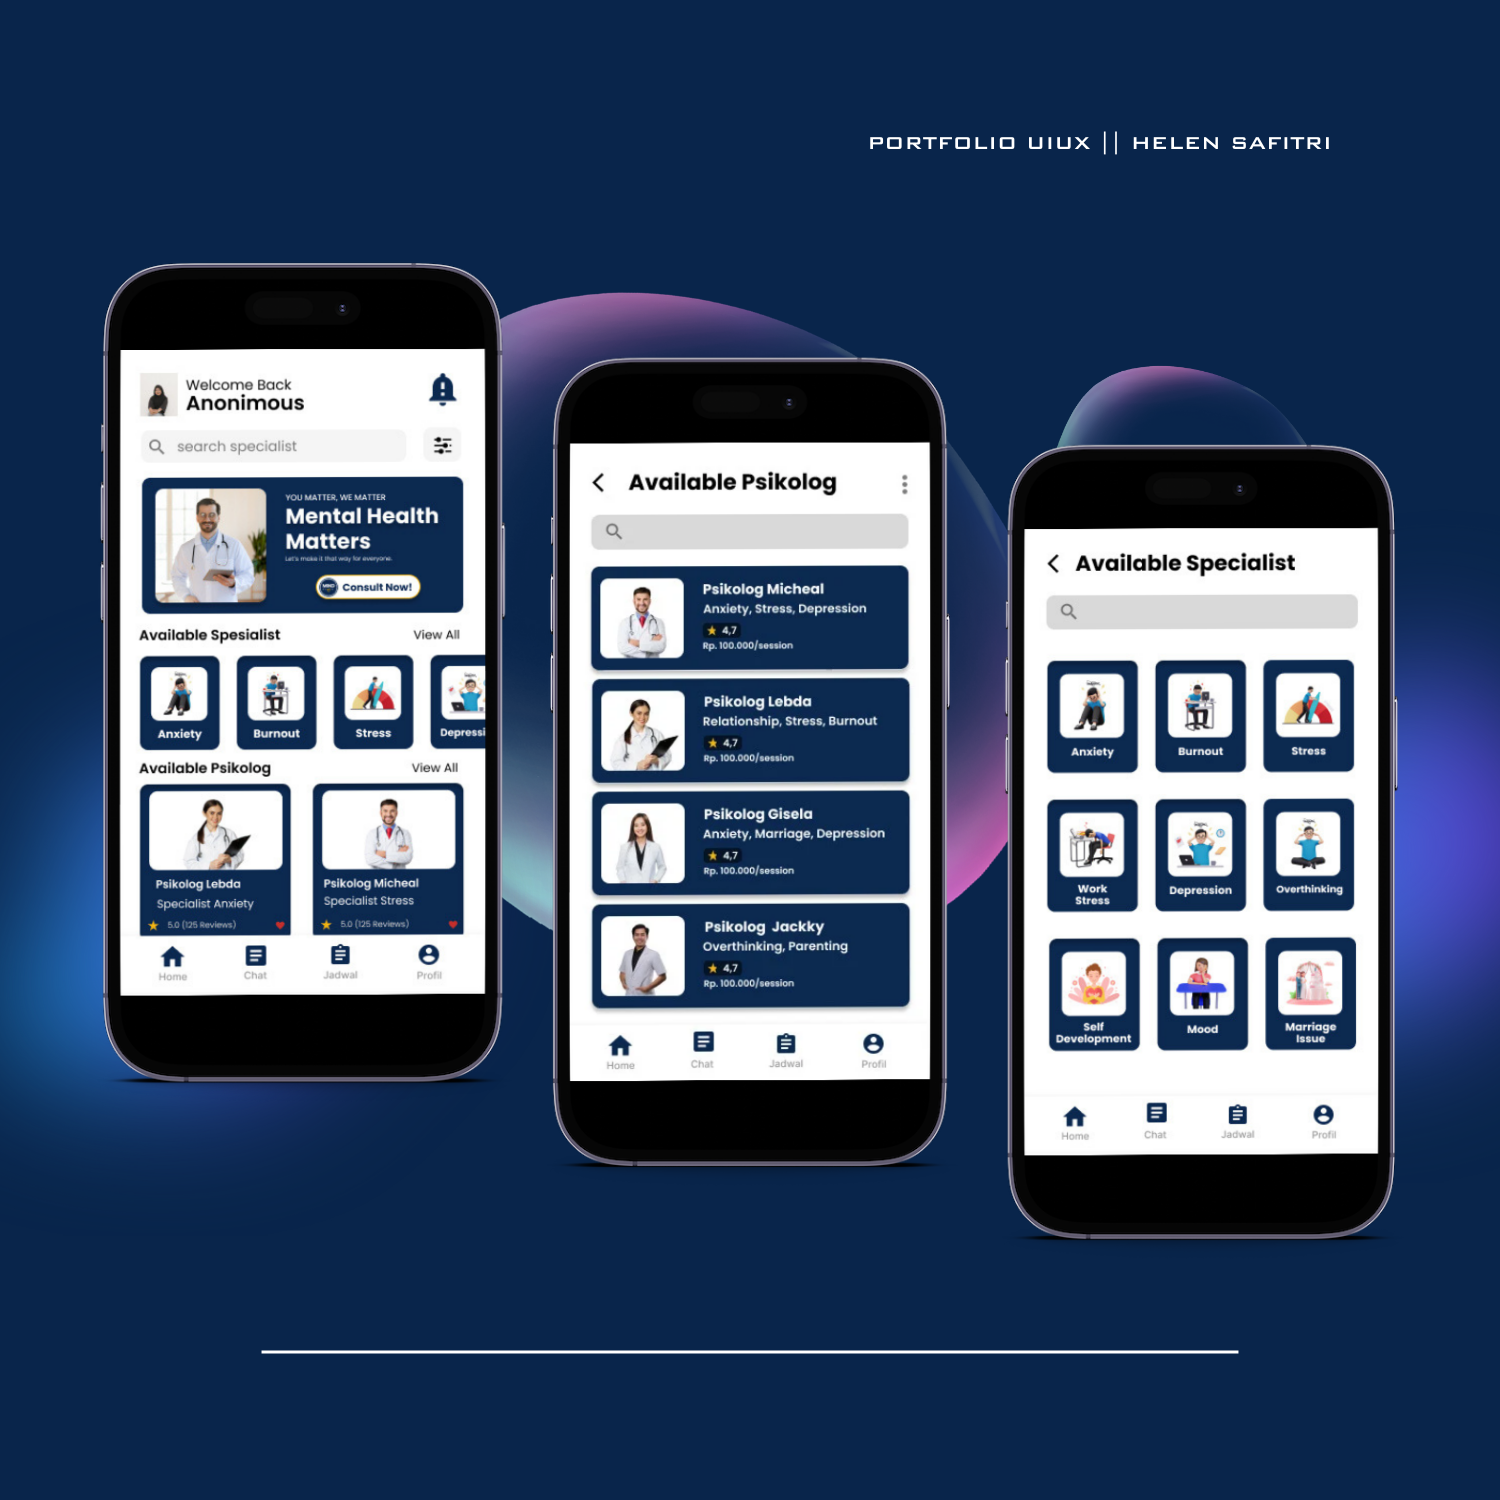 PORTFOLIO UIUX || HELEN SAFITRI
Welcome Back
Anonimous
search specialist
YOU MATTER, WE MATTER
Mental Health
Matters
Let's make it that way for everyone.
Consult Now!
Available Spesialist
View All
Anxiety
Burnout
Stress
Depressi
Available Psikolog
View All
Psikolog Lebda
Specialist Anxiety
5.0 (125 Reviews)
Psikolog Micheal
Specialist Stress
5.0 (125 Reviews)
Home
Chat
Jadwal
Profil
Available Psikolog
Psikolog Micheal
Anxiety, Stress, Depression
4,7
Rp. 100.000/session
Psikolog Lebda
Relationship, Stress, Burnout
4,7
Rp. 100.000/session
Psikolog Gisela
Anxiety, Marriage, Depression
4,7
Rp. 100.000/session
Psikolog Jackky
Overthinking, Parenting
4,7
Rp. 100.000/session
Home
Chat
Jadwal
Profil
Available Specialist
Anxiety
Burnout
Stress
Work
Stress
Depression
Overthinking
Self
Development
Mood
Marriage
Issue
Home
Chat
Jadwal
Profil